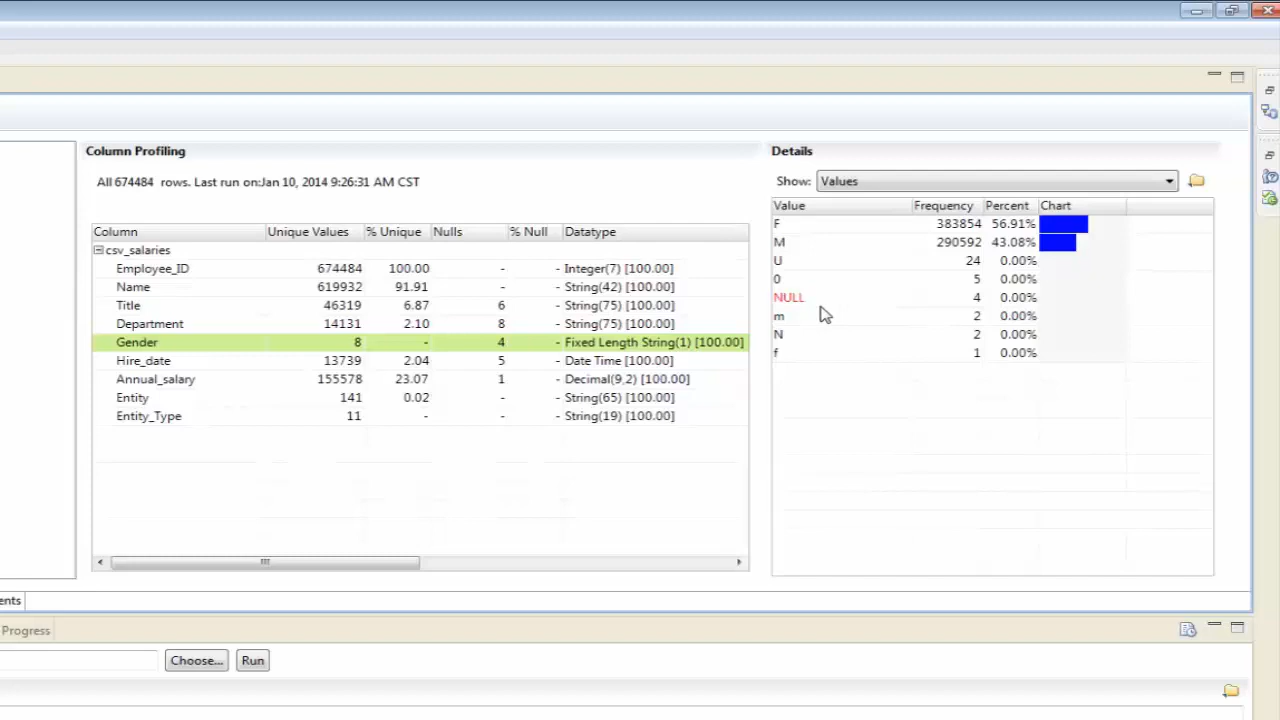 Column Profiling
All 674484 rows. Last run on:Jan 10, 2014 9:26:31 AM CST
Column Unique Values % Unique Nulls % Null Datatype
csv_salaries
Employee_ID 674484 100.00 - - Integer(7) [100.00]
Name 619932 91.91 - - String(42) [100.00]
Title 46319 6.87 6 - String(75) [100.00]
Department 14131 2.10 8 - String(75) [100.00]
Gender 8 - 4 - Fixed Length String(1) [100.00]
Hire_date 13739 2.04 5 - Date Time [100.00]
Annual_salary 155578 23.07 1 - Decimal(9,2) [100.00]
Entity 141 0.02 - - String(65) [100.00]
Entity_Type 11 - - - String(19) [100.00]
Details
Show: Values
Value Frequency Percent Chart
F 383854 56.91%
M 290592 43.08%
U 24 0.00%
0 5 0.00%
NULL 4 0.00%
m 2 0.00%
N 2 0.00%
f 1 0.00%
ents
Progress
Choose... Run